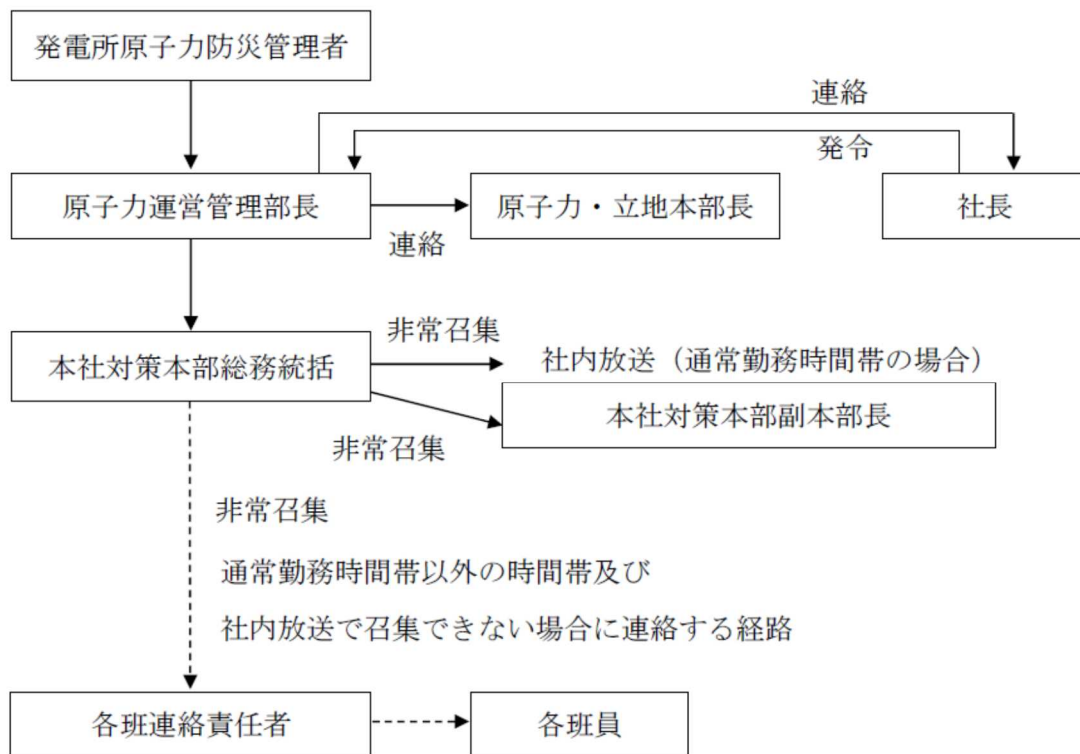 発電所原子力防災管理者
連絡
発令
原子力運営管理部長
原子力・立地本部長
社長
連絡
非常召集
本社対策本部総務統括
社内放送（通常勤務時間帯の場合）
本社対策本部副本部長
非常召集
非常召集
通常勤務時間帯以外の時間帯及び
社内放送で召集できない場合に連絡する経路
各班連絡責任者
各班員